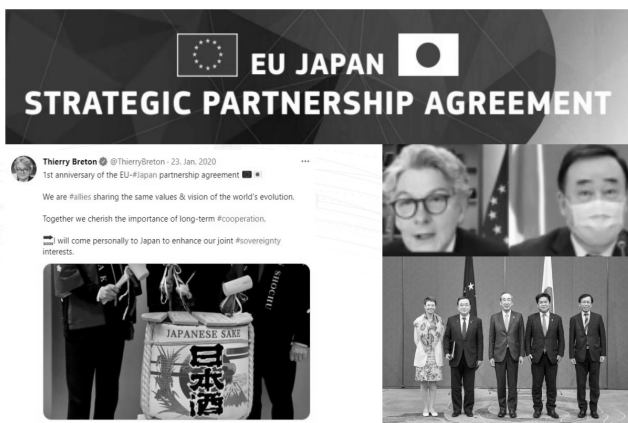 EU JAPAN
STRATEGIC PARTNERSHIP AGREEMENT
Thierry Breton @ThierryBreton · 23. Jan. 2020
1st anniversary of the EU-#Japan partnership agreement
We are #allies sharing the same values & vision of the world's evolution.
Together we cherish the importance of long-term #cooperation.
I will come personally to Japan to enhance our joint #sovereignty
interests.
SHOCHU
JAPANESE SAKE
日本酒